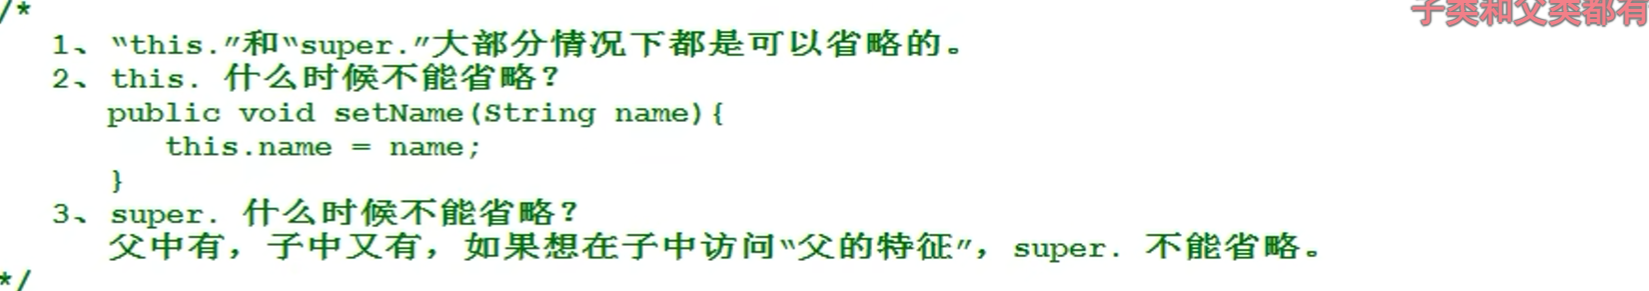 子类和父类都有
/*
1、“this.”和“super.”大部分情况下都是可以省略的。
2、this. 什么时候不能省略？
public void setName(String name){
this.name = name;
}
3、super. 什么时候不能省略？
父中有，子中又有，如果想在子中访问“父的特征”，super. 不能省略。
*/